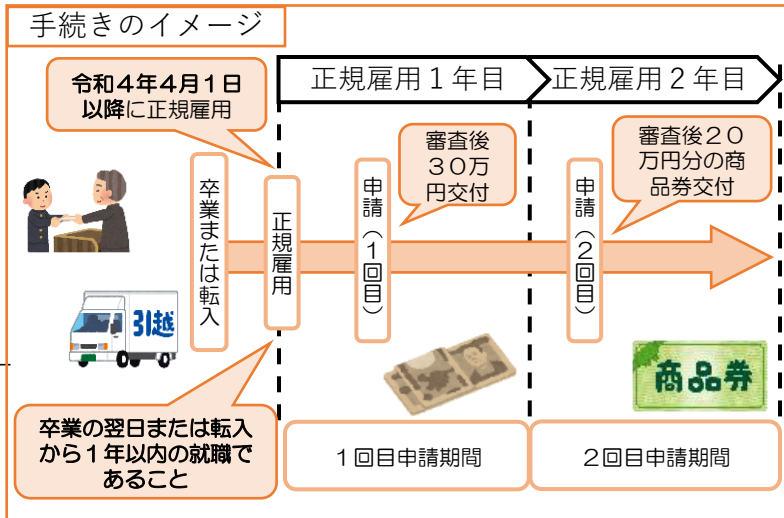 手続きのイメージ
令和４年４月１日
以降に正規雇用
正規雇用１年目
正規雇用２年目
審査後
３０万
円交付
審査後２０
万円分の商
品券交付
卒業または転入
正規雇用
申請（１回目）
申請（２回目）
引越
商品券
卒業の翌日または転入
から１年以内の就職で
あること
１回目申請期間
２回目申請期間